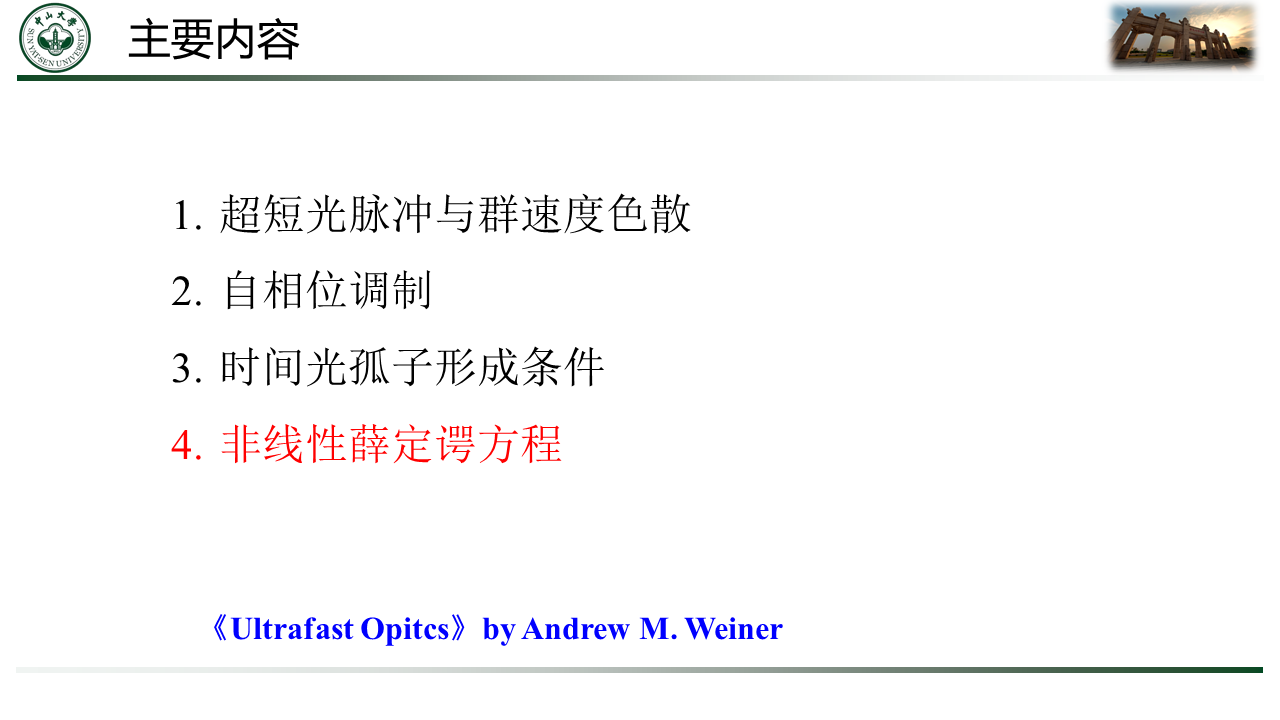 中山大学
SUN YAT-SEN UNIVERSITY
主要内容
1. 超短光脉冲与群速度色散
2. 自相位调制
3. 时间光孤子形成条件
4. 非线性薛定谔方程
《Ultrafast Opitcs》by Andrew M. Weiner